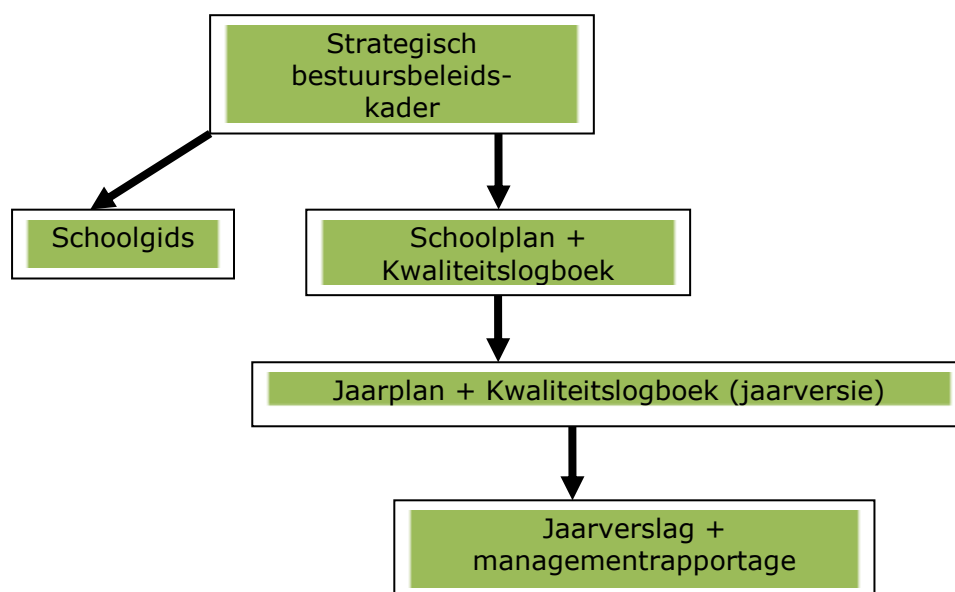 Strategisch
bestuursbeleids-
kader
Schoolgids
Schoolplan +
Kwaliteitslogboek
Jaarplan + Kwaliteitslogboek (jaarversie)
Jaarverslag +
managementrapportage